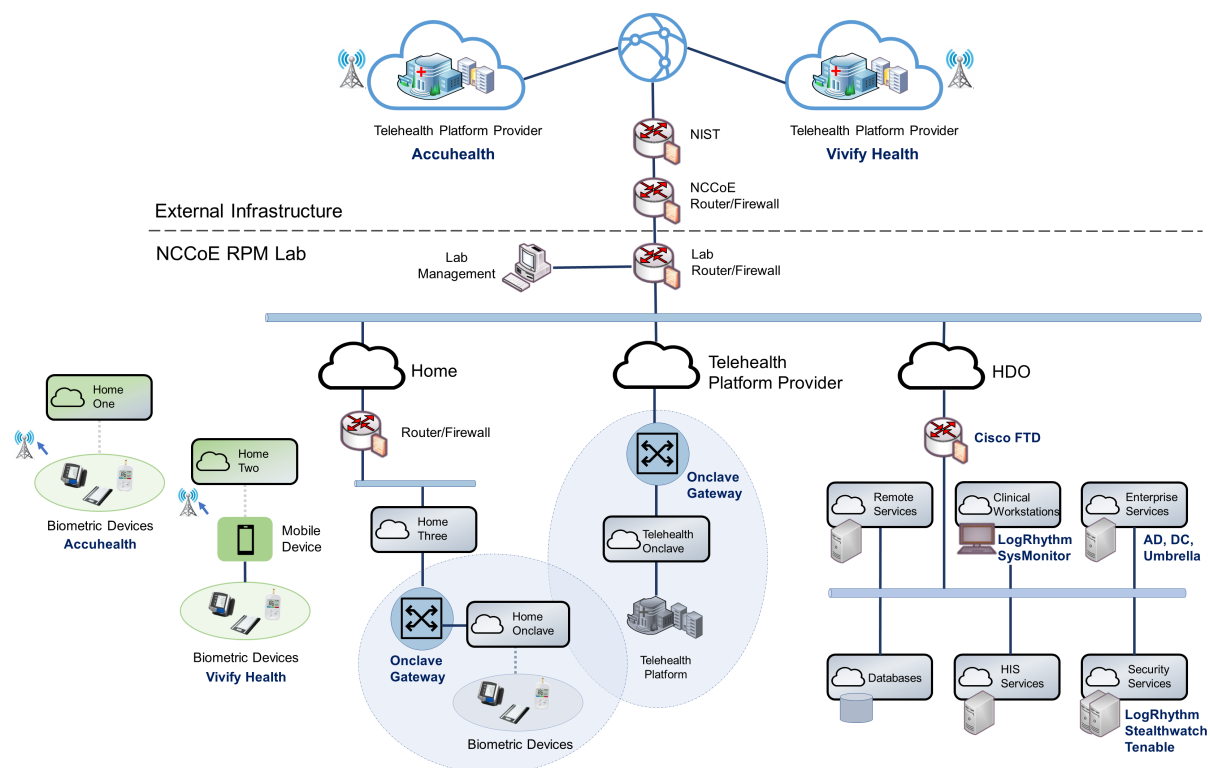 Telehealth Platform Provider
Accuhealth
Telehealth Platform Provider
Vivify Health
NIST
NCCoE
Router/Firewall
External Infrastructure
NCCoE RPM Lab
Lab
Management
Lab
Router/Firewall
Home
Telehealth
Platform Provider
HDO
Home
One
Biometric Devices
Accuhealth
Home
Two
Mobile
Device
Biometric Devices
Vivify Health
Router/Firewall
Home
Three
Onclave
Gateway
Home
Onclave
Biometric Devices
Onclave
Gateway
Telehealth
Onclave
Telehealth
Platform
Cisco FTD
Remote
Services
Clinical
Workstations
LogRhythm
SysMonitor
Enterprise
Services
AD, DC,
Umbrella
Databases
HIS
Services
Security
Services
LogRhythm
Stealthwatch
Tenable